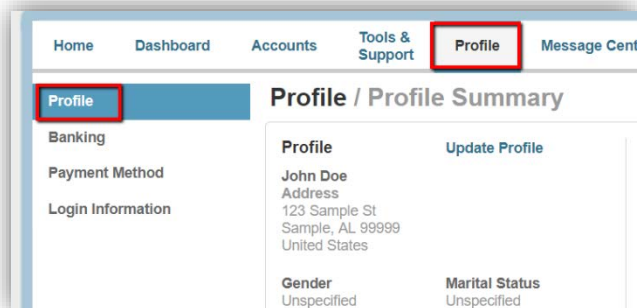 Home Dashboard Accounts Tools & Support Profile Message Cent
Profile
Banking
Payment Method
Login Information
Profile / Profile Summary
Profile Update Profile
John Doe
Address
123 Sample St
Sample, AL 99999
United States
Gender Marital Status
Unspecified Unspecified